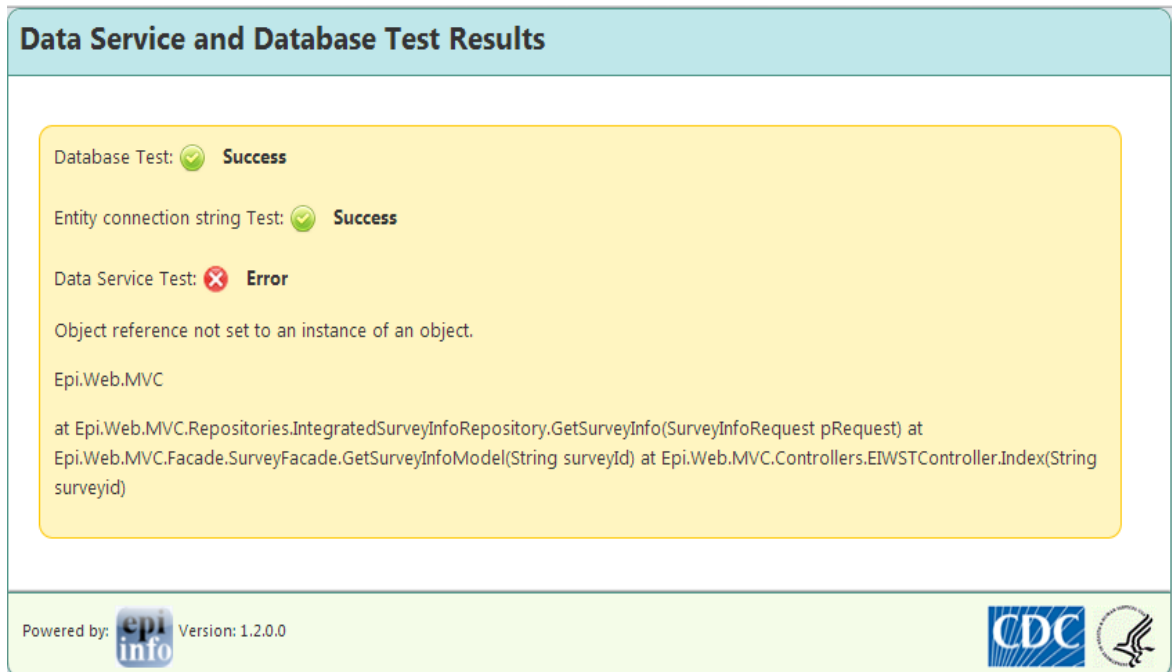 Data Service and Database Test Results
Database Test: Success
Entity connection string Test: Success
Data Service Test: Error
Object reference not set to an instance of an object.
Epi.Web.MVC
at Epi.Web.MVC.Repositories.IntegratedSurveyInfoRepository.GetSurveyInfo(SurveyInfoRequest pRequest) at
Epi.Web.MVC.Facade.SurveyFacade.GetSurveyInfoModel(String surveyId) at Epi.Web.MVC.Controllers.EIWSTController.Index(String
surveyid)
Powered by: epi info Version: 1.2.0.0
CDC